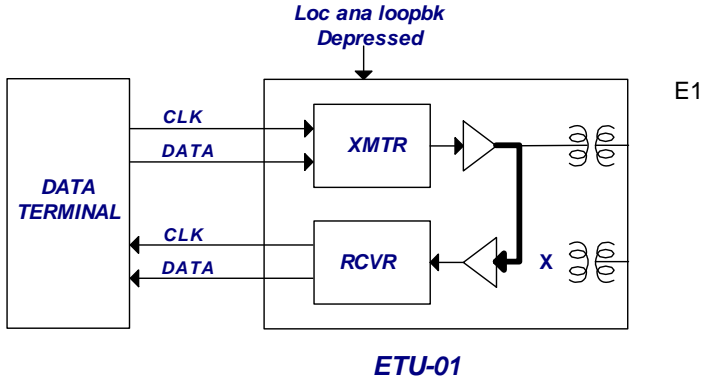 Loc ana loopbk
Depressed
E1
CLK
XMTR
DATA
DATA
TERMINAL
CLK
RCVR
X
DATA
ETU-01